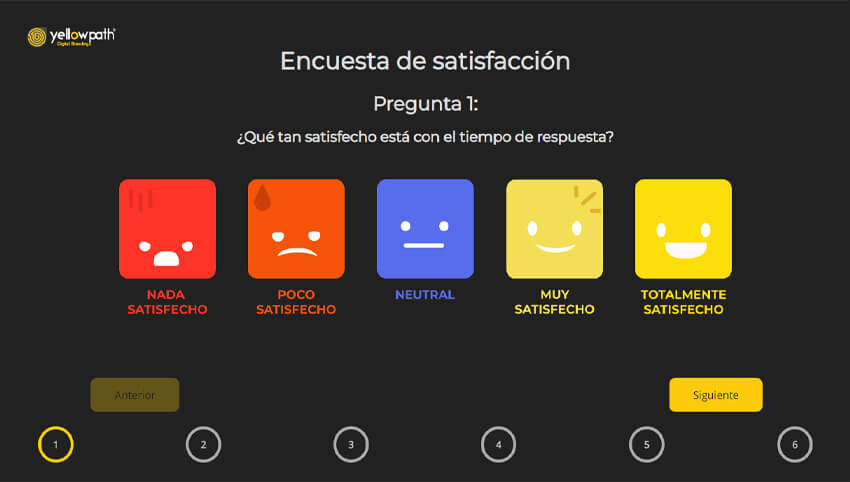 yellowpath®
Digital Branding
Encuesta de satisfacción
Pregunta 1:
¿Qué tan satisfecho está con el tiempo de respuesta?
NADA
SATISFECHO
POCO
SATISFECHO
NEUTRAL
MUY
SATISFECHO
TOTALMENTE
SATISFECHO
Anterior
Siguiente
1
2
3
4
5
6